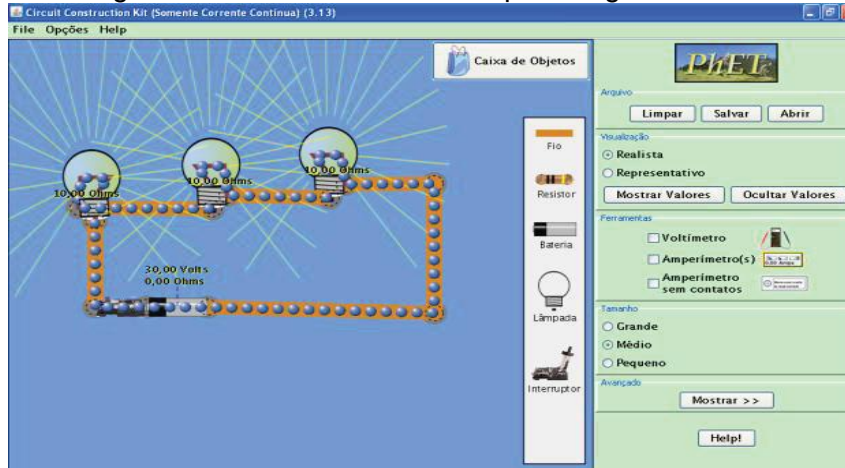 Circuit Construction Kit (Somente Corrente Contínua) (3.13)
File Opções Help
Caixa de Objetos
10,00 Ohms
10,00 Ohms
10,00 Ohms
30,00 Volts
0,00 Ohms
Fio
Resistor
Bateria
Lâmpada
Interruptor
PhET
Arquivo
Limpar Salvar Abrir
Visualização
Realista
Representativo
Mostrar Valores Ocultar Valores
Ferramentas
Voltímetro
Amperímetro(s)
Amperímetro
sem contatos
Tamanho
Grande
Médio
Pequeno
Avançado
Mostrar >>
Help!